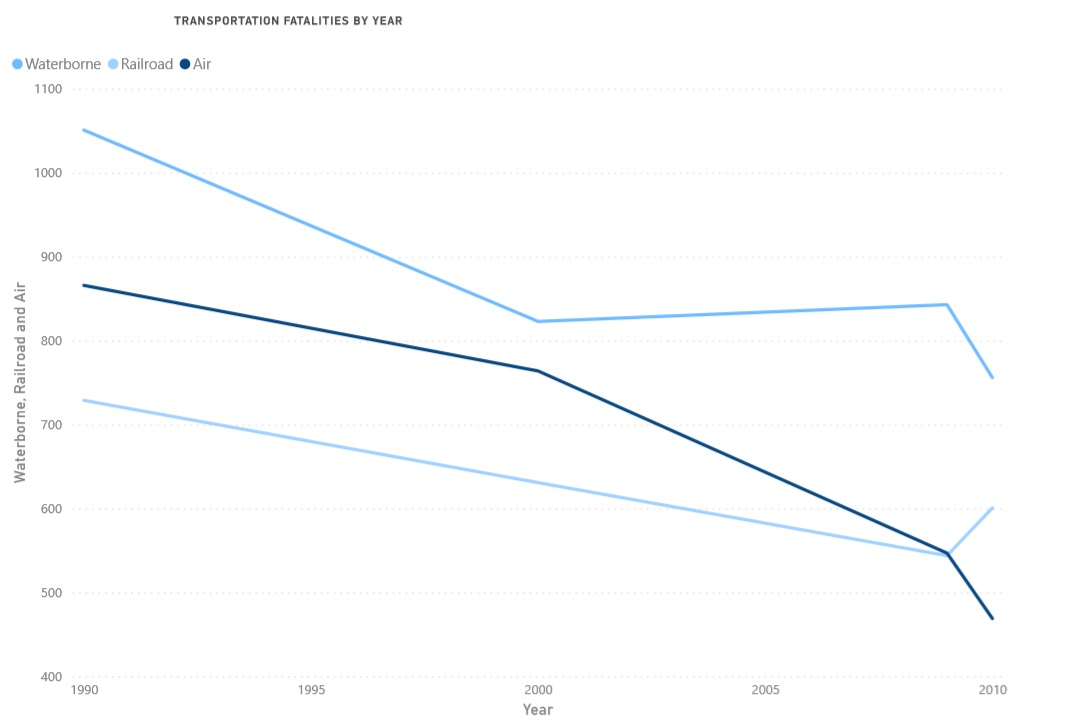 TRANSPORTATION FATALITIES BY YEAR
Waterborne Railroad Air
1100
1000
900
800
700
600
500
400
Waterborne, Railroad and Air
1990 1995 2000 2005 2010
Year